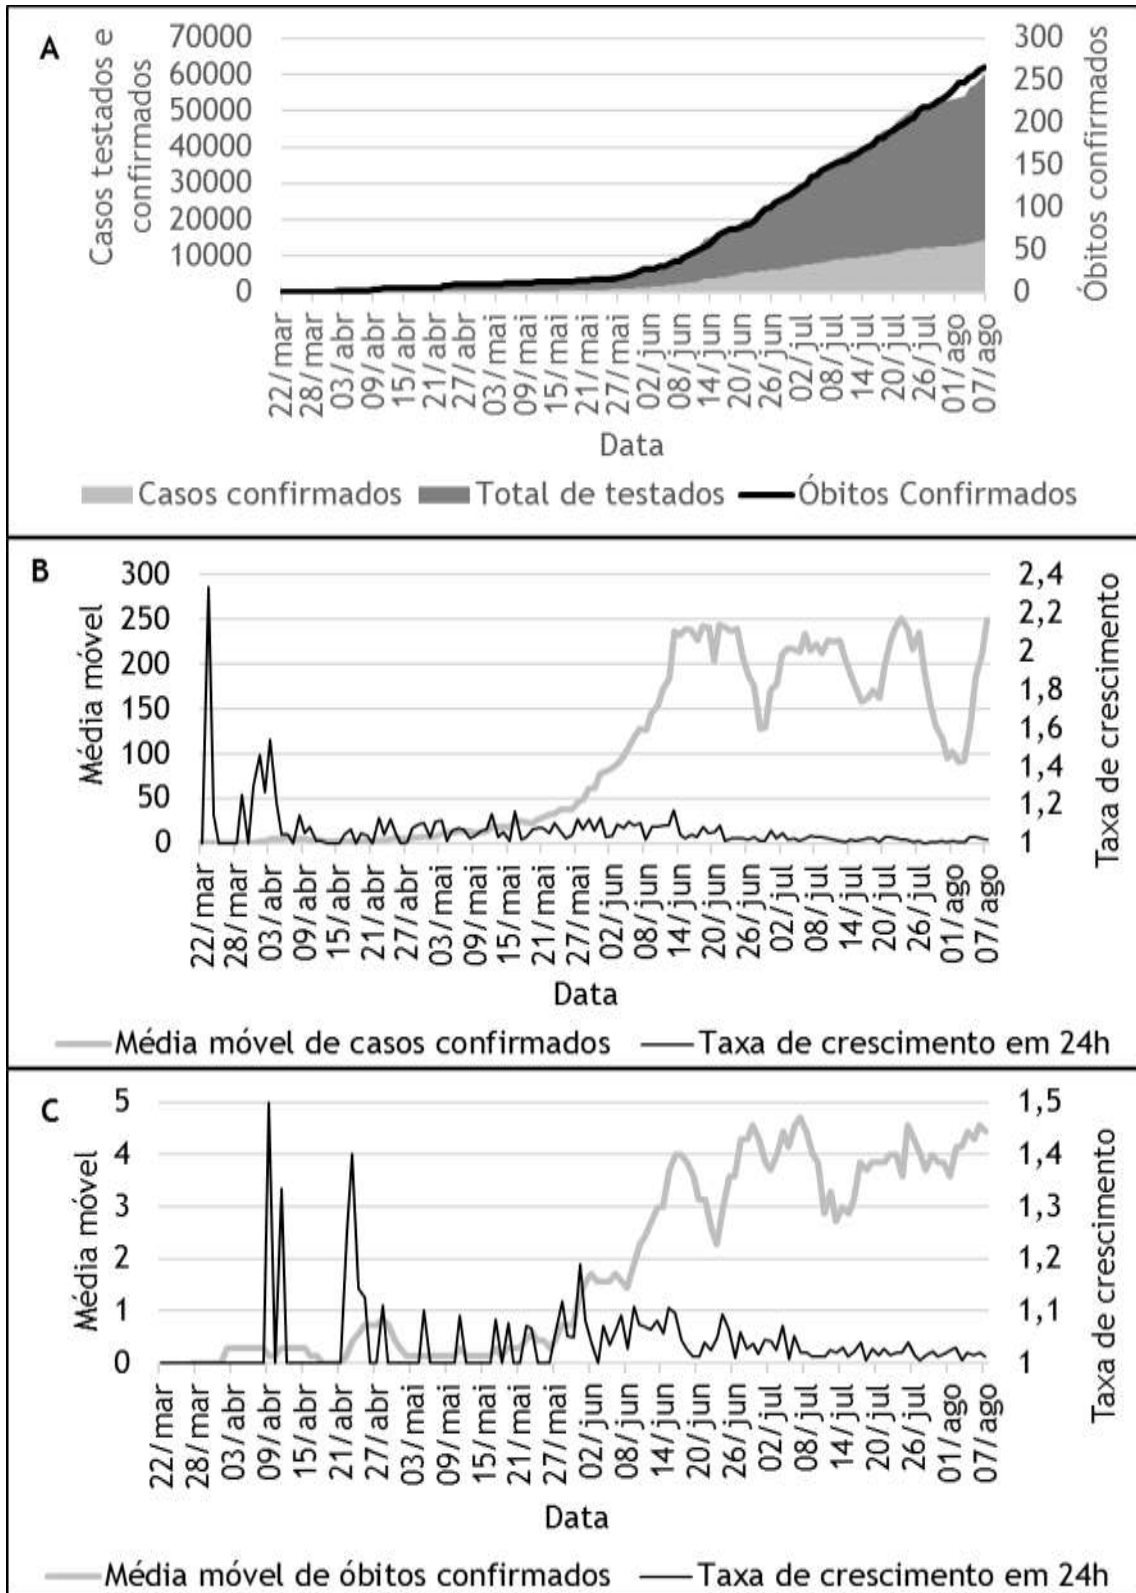 A
Casos testados e
confirmados
70000
60000
50000
40000
30000
20000
10000
0
300
250
200
150
100
50
0
Óbitos confirmados
22/mar
28/mar
03/abr
09/abr
15/abr
21/abr
27/abr
03/mai
09/mai
15/mai
21/mai
27/mai
02/jun
08/jun
14/jun
20/jun
26/jun
02/jul
08/jul
14/jul
20/jul
26/jul
01/ago
07/ago
Data
Casos confirmados Total de testados Óbitos Confirmados
B
Média móvel
300
250
200
150
100
50
0
2,4
2,2
2
1,8
1,6
1,4
1,2
1
Taxa de crescimento
22/mar
28/mar
03/abr
09/abr
15/abr
21/abr
27/abr
03/mai
09/mai
15/mai
21/mai
27/mai
02/jun
08/jun
14/jun
20/jun
26/jun
02/jul
08/jul
14/jul
20/jul
26/jul
01/ago
07/ago
Data
Média móvel de casos confirmados Taxa de crescimento em 24h
C
Média móvel
5
4
3
2
1
0
1,5
1,4
1,3
1,2
1,1
1
Taxa de crescimento
22/mar
28/mar
03/abr
09/abr
15/abr
21/abr
27/abr
03/mai
09/mai
15/mai
21/mai
27/mai
02/jun
08/jun
14/jun
20/jun
26/jun
02/jul
08/jul
14/jul
20/jul
26/jul
01/ago
07/ago
Data
Média móvel de óbitos confirmados Taxa de crescimento em 24h